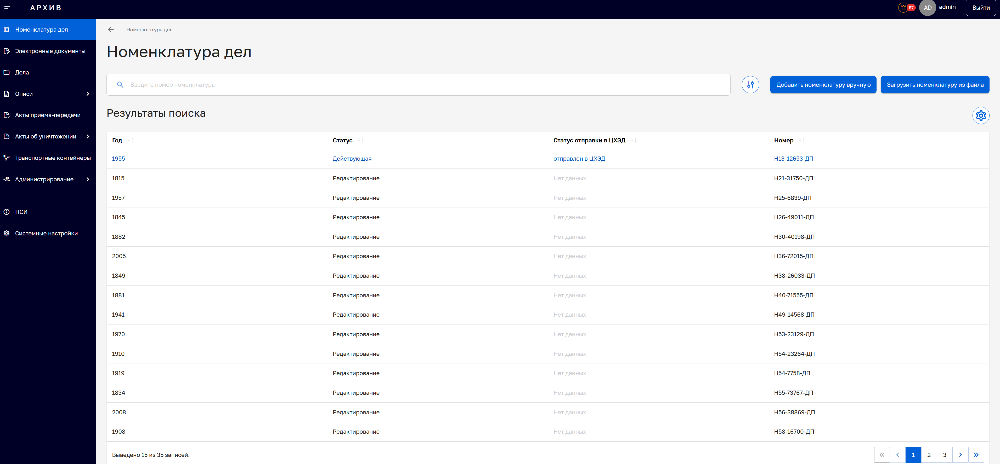 АРХИВ
57
AD
admin
Выйти
Номенклатура дел
Электронные документы
Дела
Описи
Акты приема-передачи
Акты об уничтожении
Транспортные контейнеры
Администрирование
НСИ
Системные настройки
Номенклатура дел
Номенклатура дел
Введите номер номенклатуры
Добавить номенклатуру вручную
Загрузить номенклатуру из файла
Результаты поиска
Год Статус Статус отправки в ЦХЭД Номер
1955 Действующая отправлен в ЦХЭД Н13-12653-ДП
1815 Редактирование Нет данных Н21-31750-ДП
1957 Редактирование Нет данных Н25-6839-ДП
1845 Редактирование Нет данных Н26-49011-ДП
1882 Редактирование Нет данных Н30-40198-ДП
2005 Редактирование Нет данных Н36-72015-ДП
1849 Редактирование Нет данных Н38-26033-ДП
1881 Редактирование Нет данных Н40-71555-ДП
1941 Редактирование Нет данных Н49-14568-ДП
1970 Редактирование Нет данных Н53-23129-ДП
1910 Редактирование Нет данных Н54-23264-ДП
1919 Редактирование Нет данных Н54-7758-ДП
1834 Редактирование Нет данных Н55-73767-ДП
2008 Редактирование Нет данных Н56-38869-ДП
1908 Редактирование Нет данных Н58-16700-ДП
Выведено 15 из 35 записей.
1 2 3